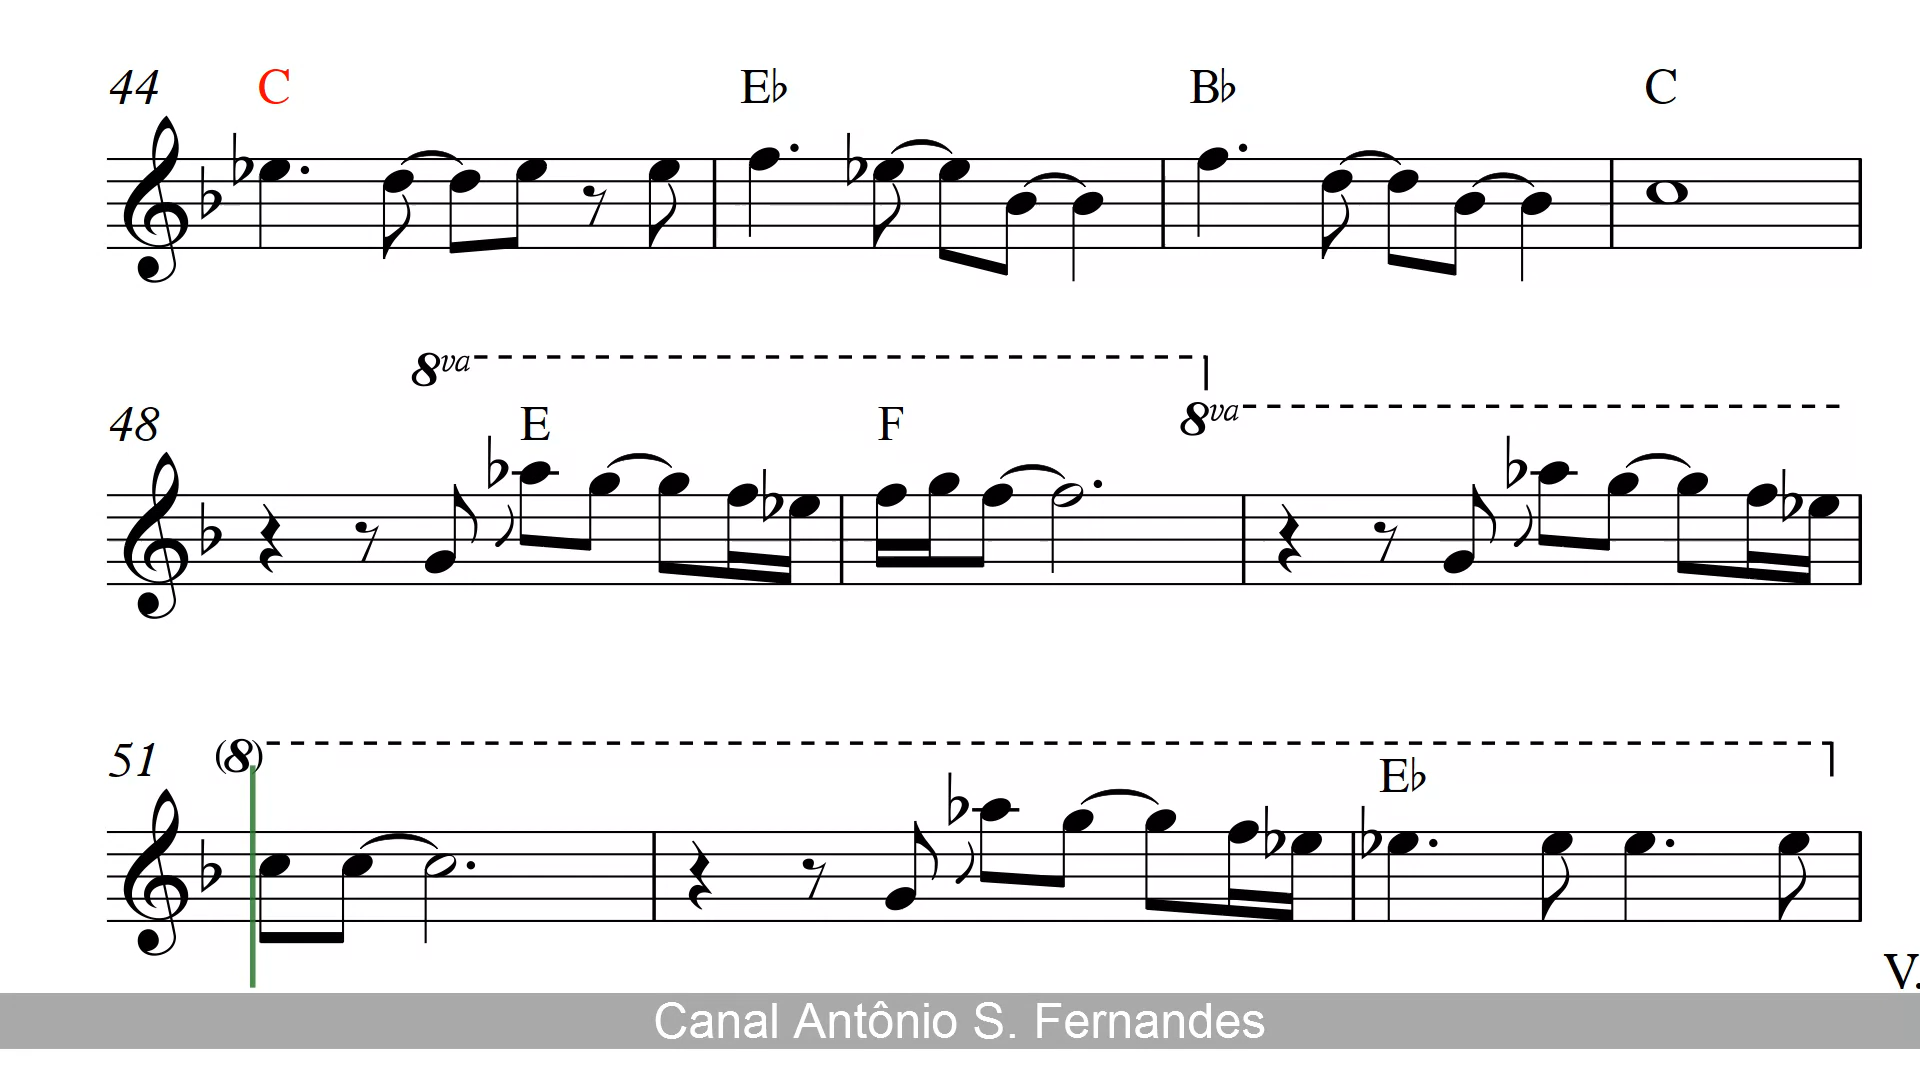 44 C E♭ B♭ C
8va
48 E F 8va
(8)
51 E♭
V.
Canal Antônio S. Fernandes